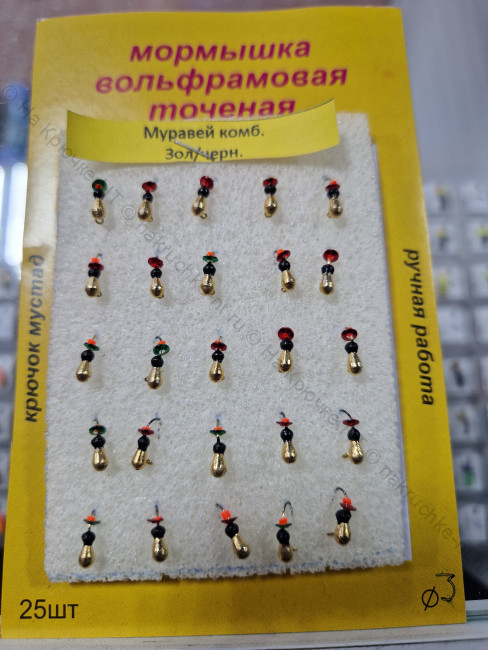 мормышка
вольфрамовая
точеная
Муравей комб.
Зол/черн.
крючок мустад
ручная работа
25шт
ø3